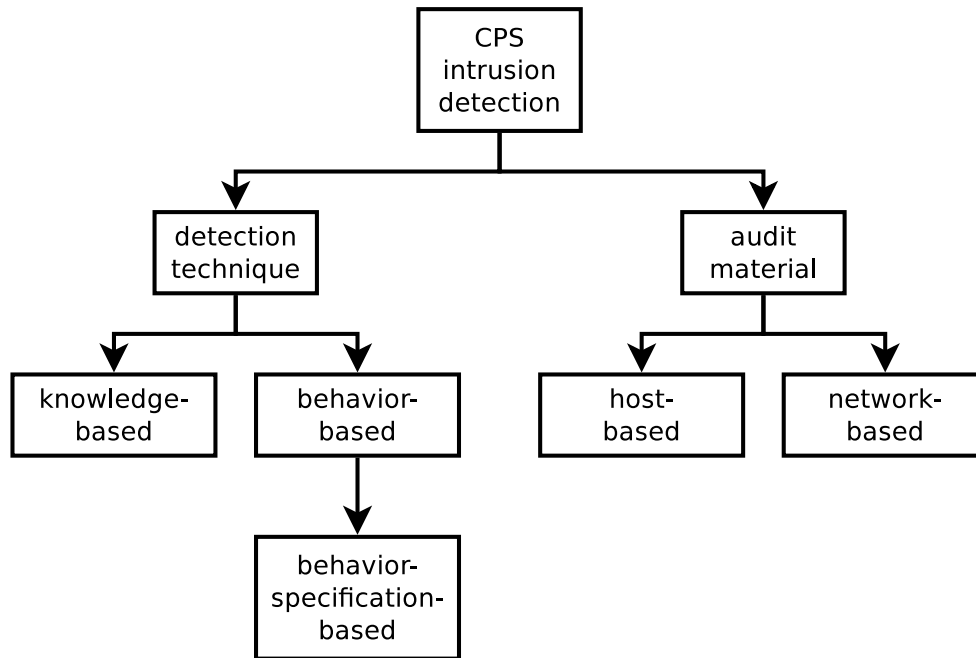 CPS
intrusion
detection
detection
technique
audit
material
knowledge-
based
behavior-
based
host-
based
network-
based
behavior-
specification-
based